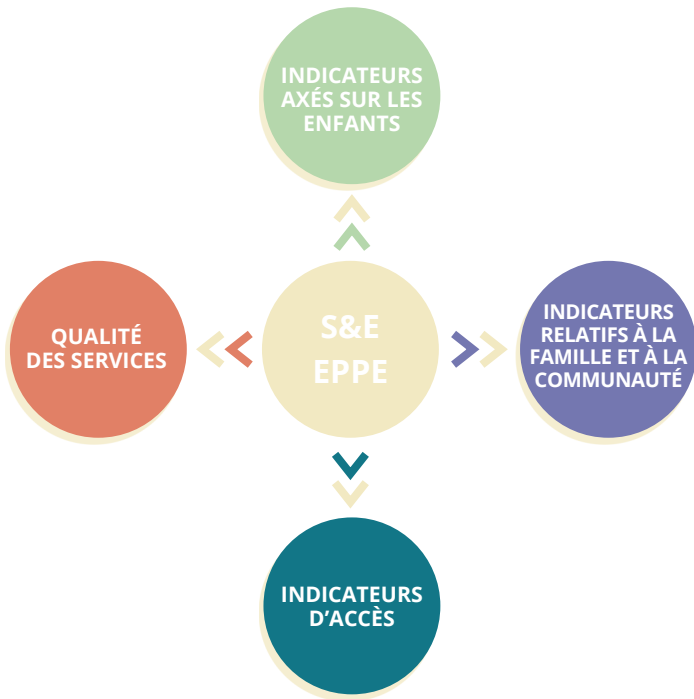 INDICATEURS
AXÉS SUR LES
ENFANTS
QUALITÉ
DES SERVICES
S&E
EPPE
INDICATEURS
RELATIFS À LA
FAMILLE ET À LA
COMMUNAUTÉ
INDICATEURS
D’ACCÈS